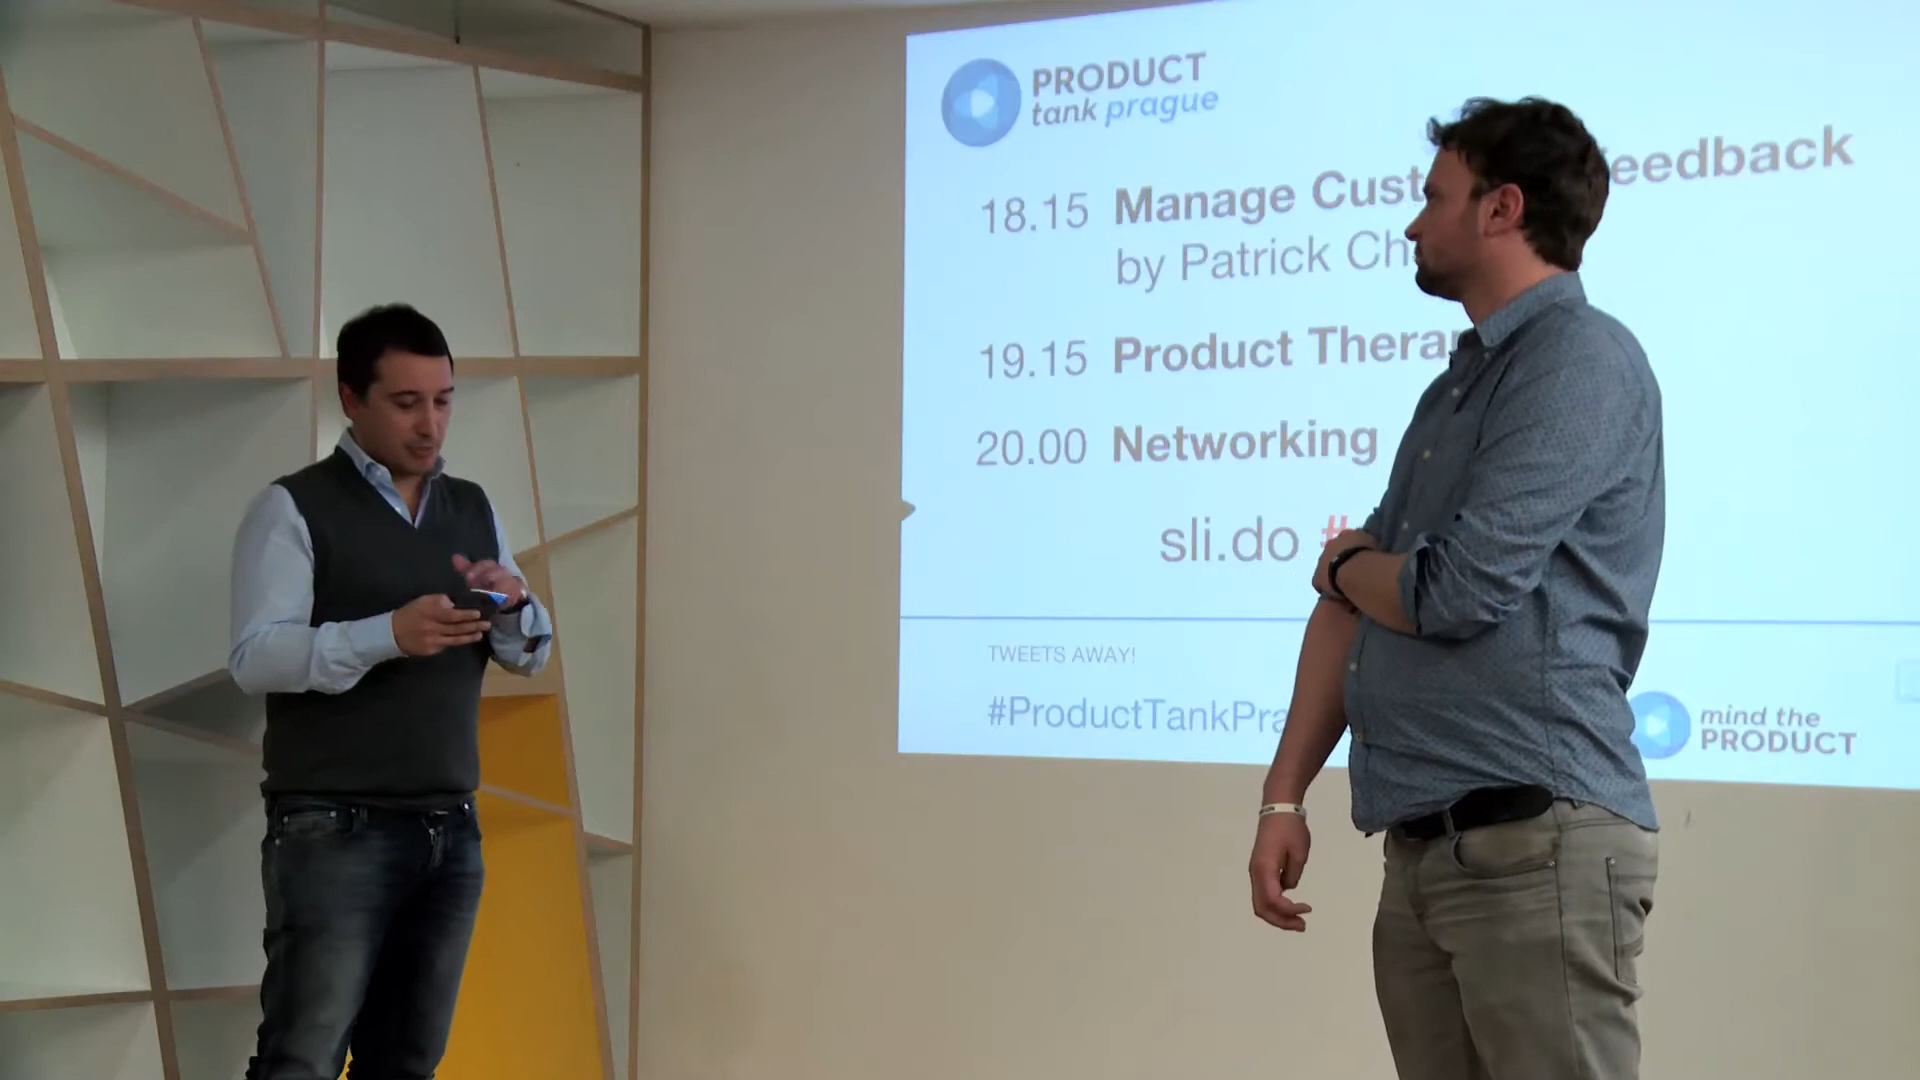 PRODUCT
tank prague
18.15 Manage Cust eedback
by Patrick Ch
19.15 Product Thera
20.00 Networking
sli.do #
TWEETS AWAY!
#ProductTankPra
mind the
PRODUCT